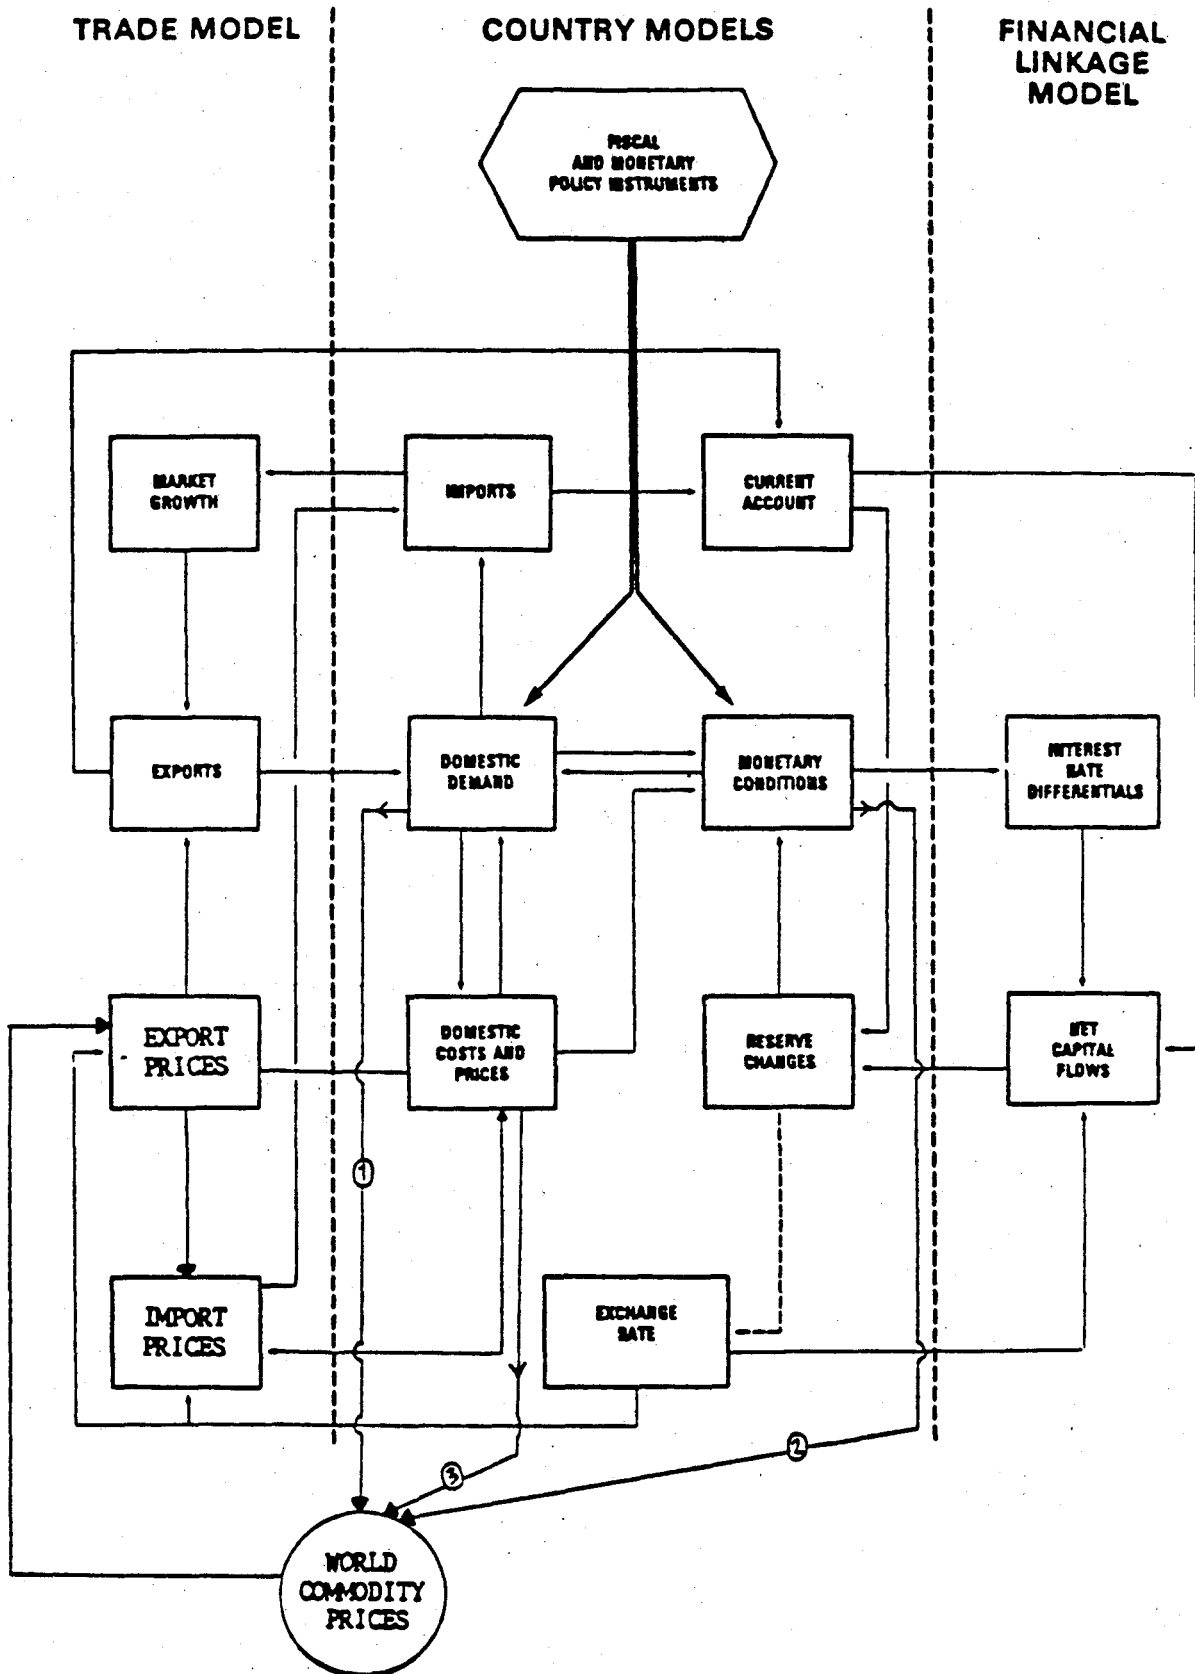 TRADE MODEL
COUNTRY MODELS
FINANCIAL
LINKAGE
MODEL
FISCAL
AND MONETARY
POLICY INSTRUMENTS
MARKET
GROWTH
IMPORTS
CURRENT
ACCOUNT
EXPORTS
DOMESTIC
DEMAND
MONETARY
CONDITIONS
INTEREST
RATE
DIFFERENTIALS
EXPORT
PRICES
DOMESTIC
COSTS AND
PRICES
RESERVE
CHANGES
NET
CAPITAL
FLOWS
1
IMPORT
PRICES
EXCHANGE
RATE
2
3
WORLD
COMMODITY
PRICES